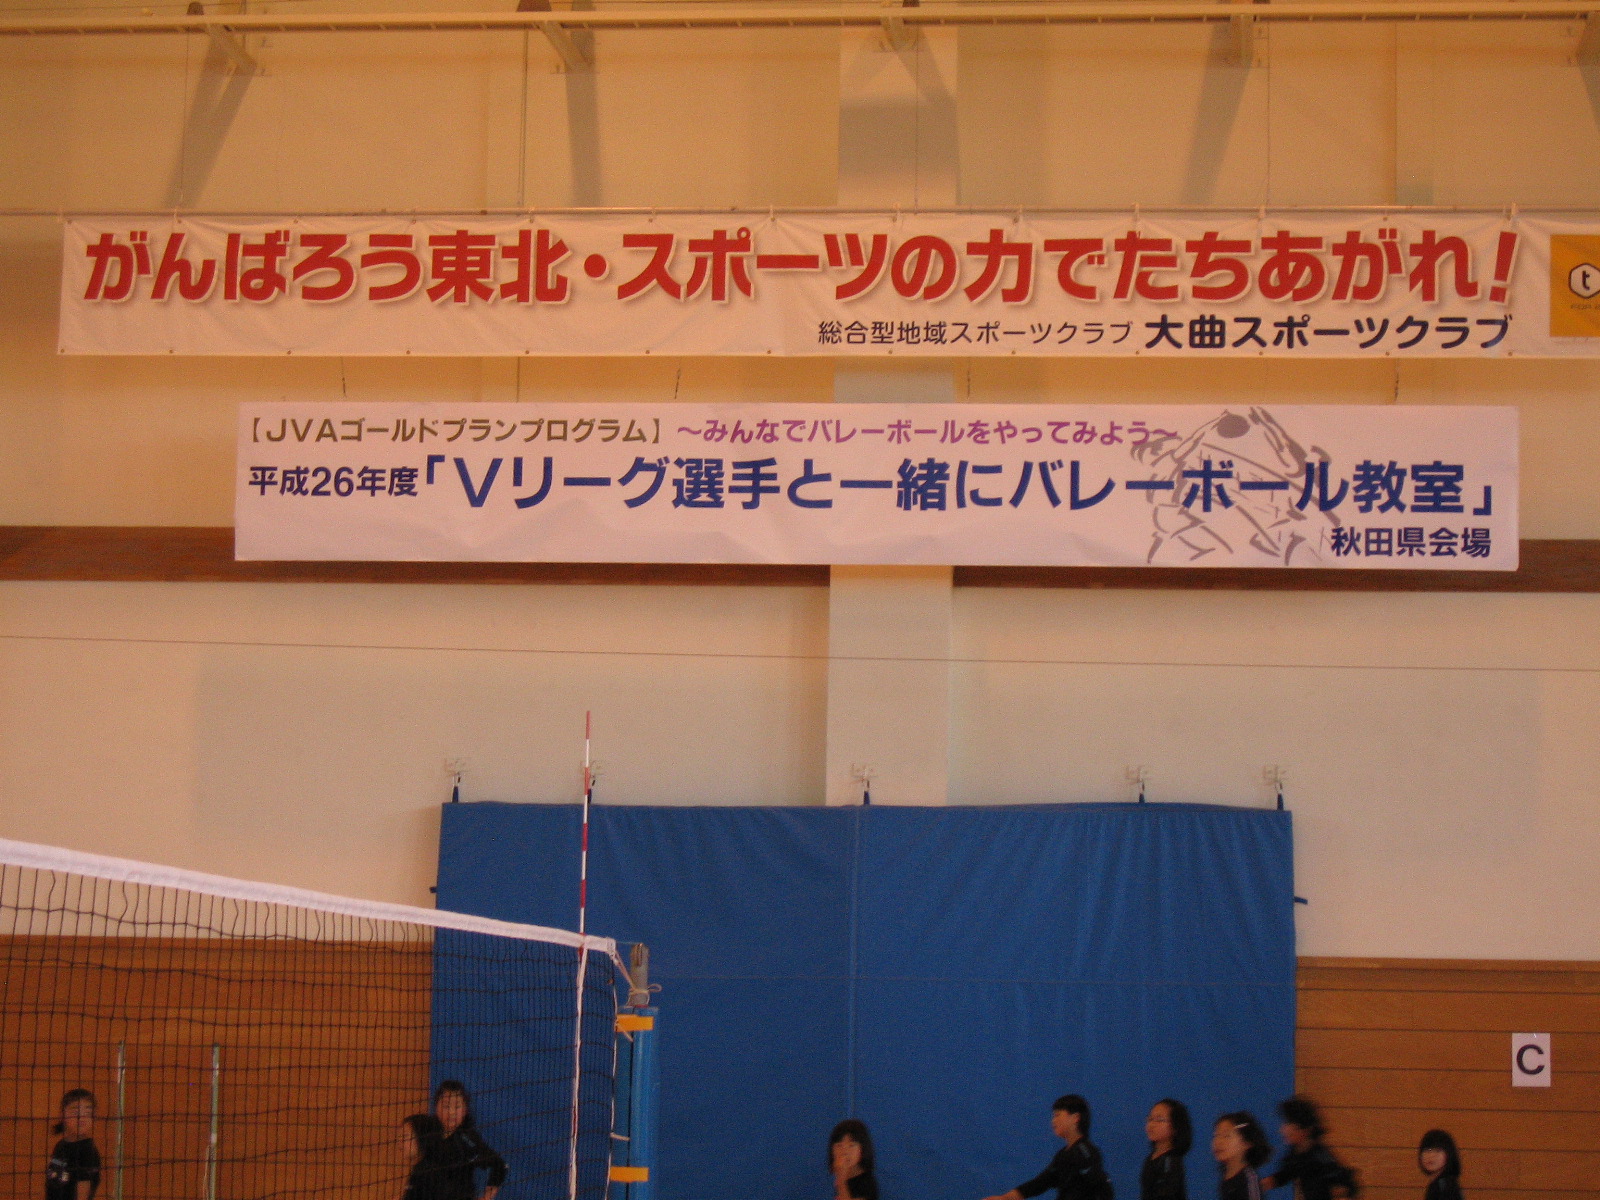 がんばろう東北・スポーツの力でたちあがれ！
総合型地域スポーツクラブ 大曲スポーツクラブ
t
【JVAゴールドプランプログラム】 ～みんなでバレーボールをやってみよう～
平成26年度「Vリーグ選手と一緒にバレーボール教室」
秋田県会場
C